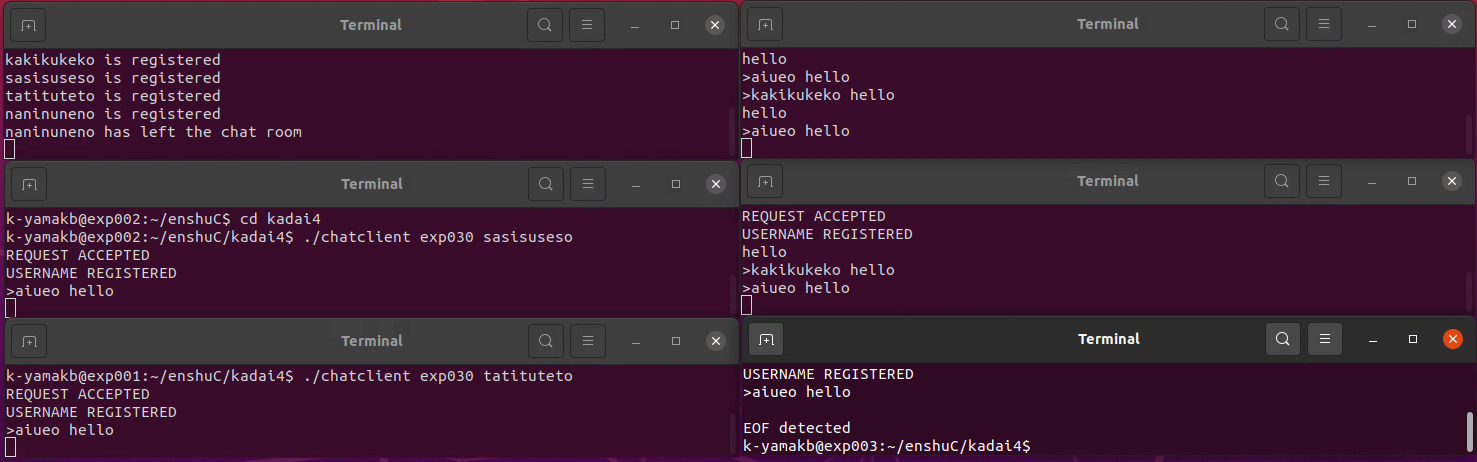 Terminal
kakikukeko is registered
sasisuseso is registered
tatituteto is registered
naninuneno is registered
naninuneno has left the chat room
Terminal
hello
>aiueo hello
>kakikukeko hello
hello
>aiueo hello
Terminal
k-yamakb@exp002:~/enshuC$ cd kadai4
k-yamakb@exp002:~/enshuC/kadai4$ ./chatclient exp030 sasisuseso
REQUEST ACCEPTED
USERNAME REGISTERED
>aiueo hello
Terminal
REQUEST ACCEPTED
USERNAME REGISTERED
hello
>kakikukeko hello
>aiueo hello
Terminal
k-yamakb@exp001:~/enshuC/kadai4$ ./chatclient exp030 tatituteto
REQUEST ACCEPTED
USERNAME REGISTERED
>aiueo hello
Terminal
USERNAME REGISTERED
>aiueo hello
EOF detected
k-yamakb@exp003:~/enshuC/kadai4$